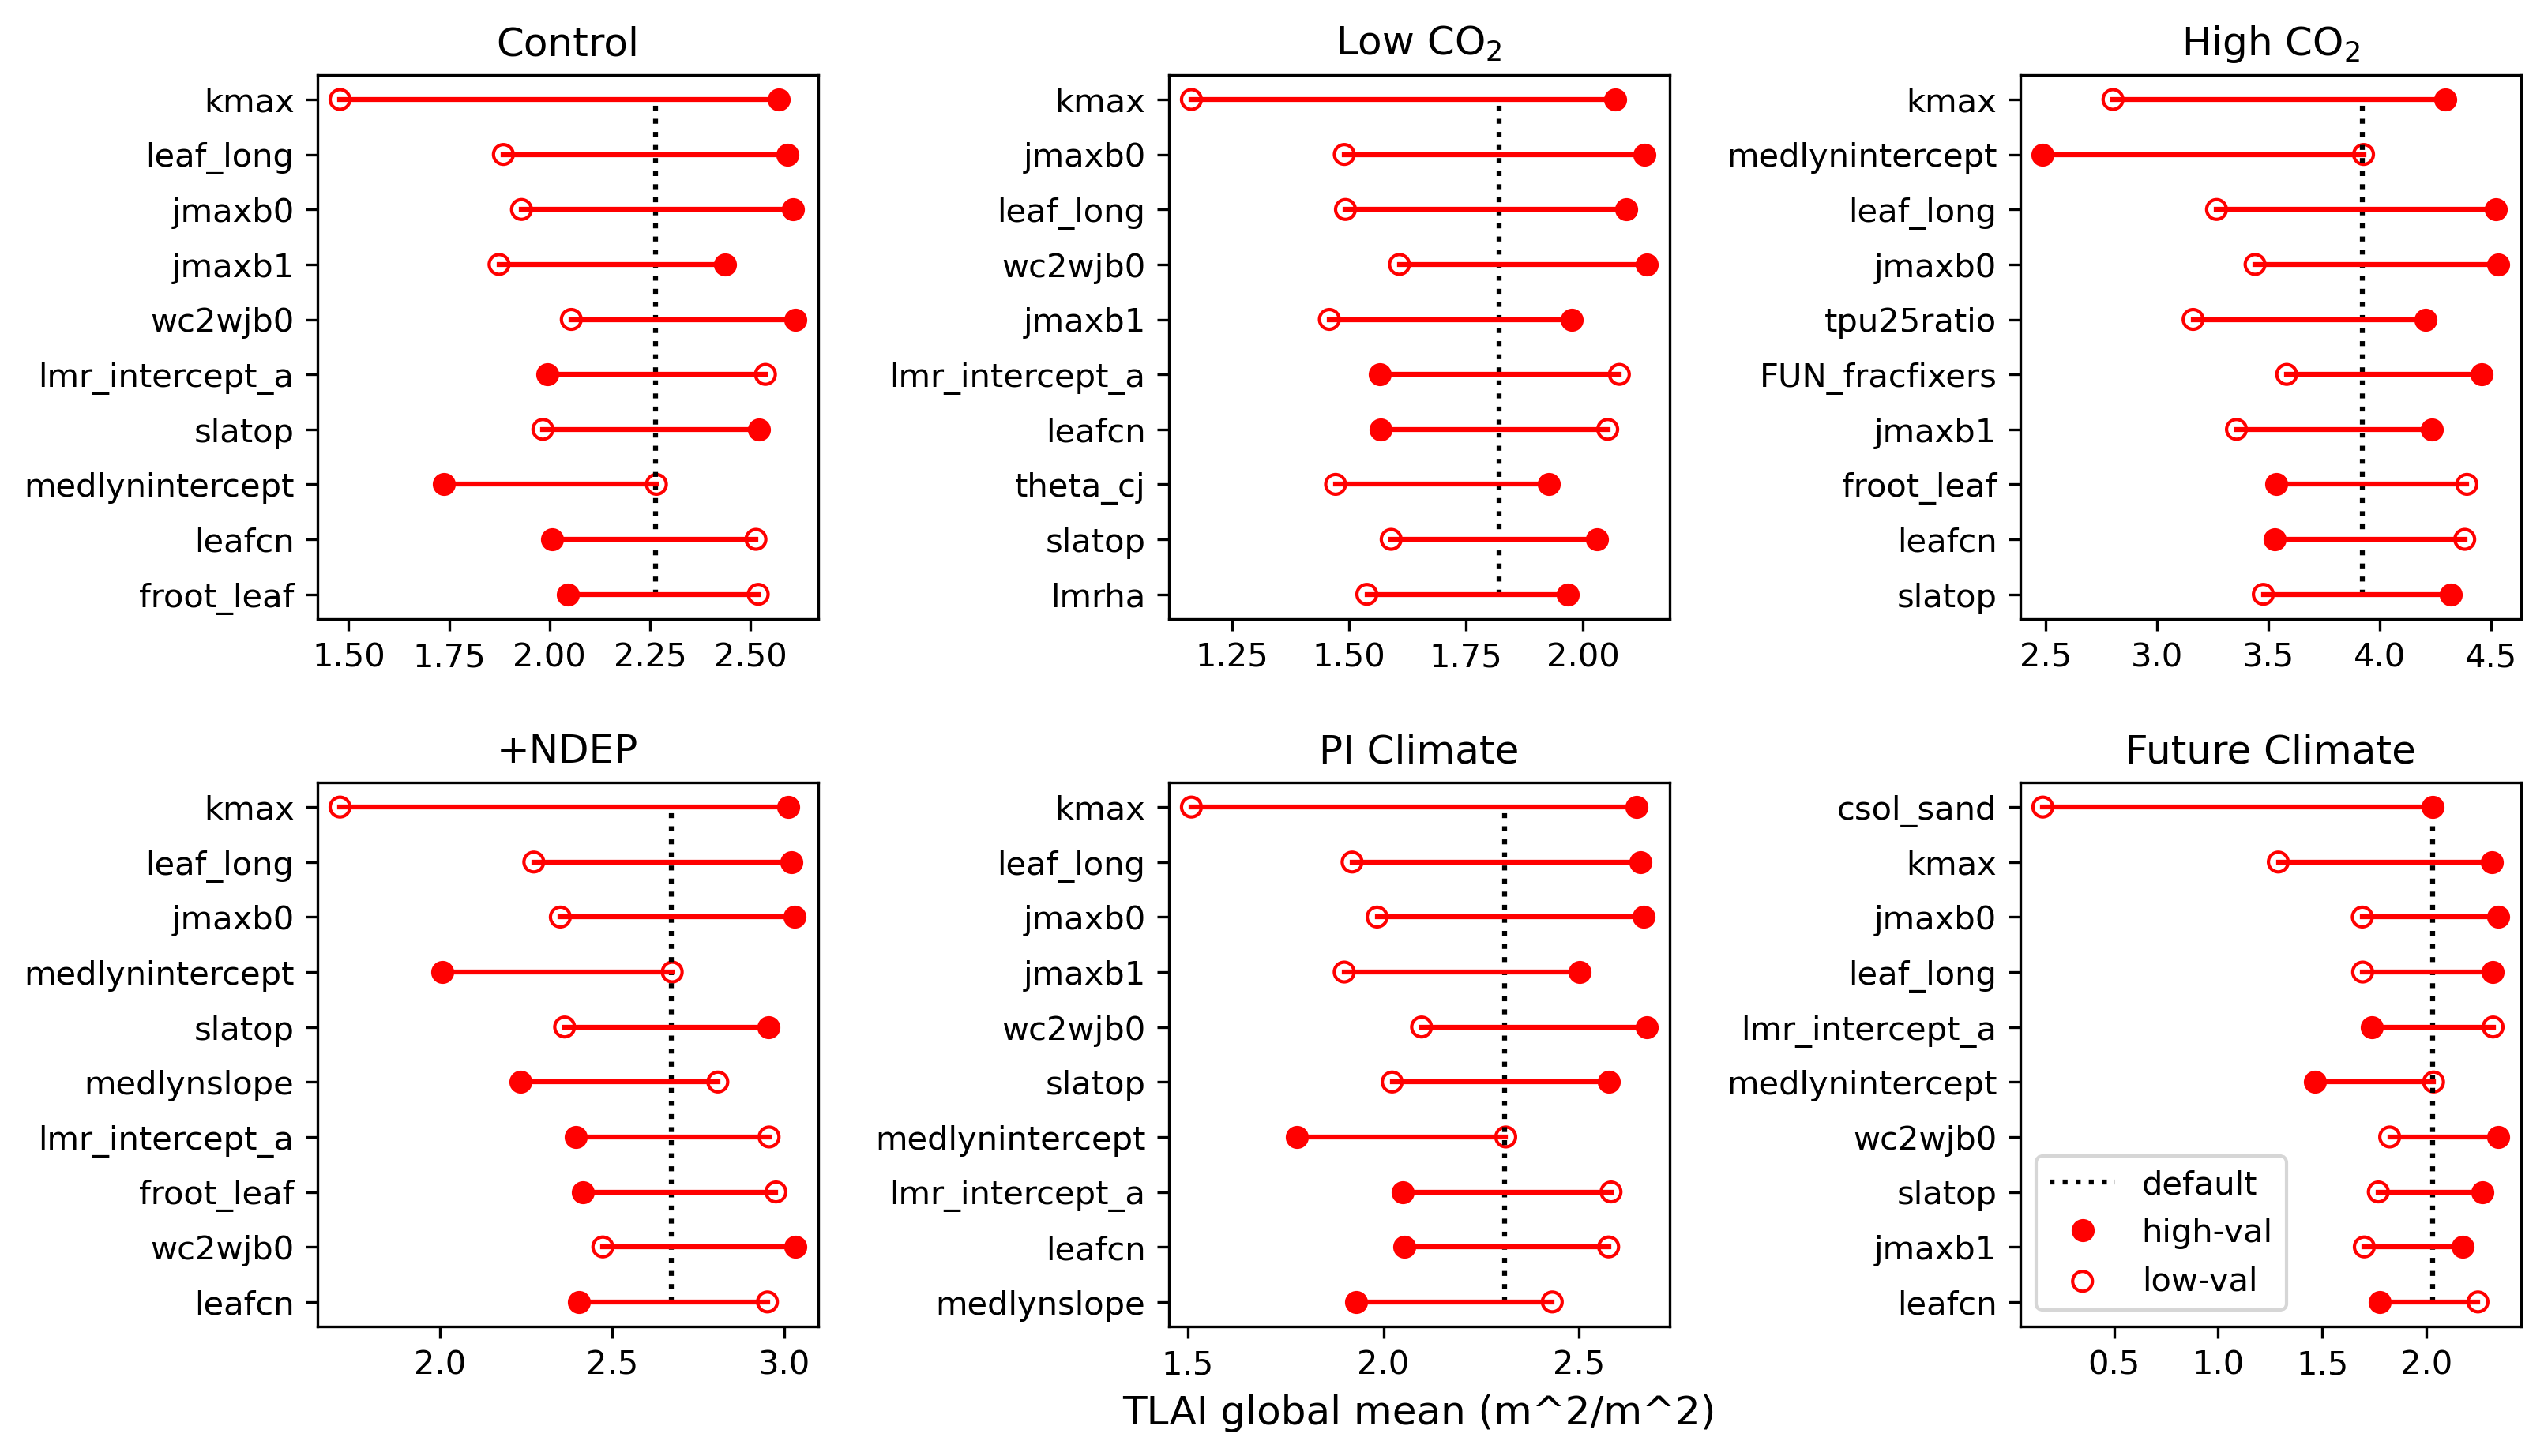 Control
kmax
leaf_long
jmaxb0
jmaxb1
wc2wjb0
lmr_intercept_a
slatop
medlynintercept
leafcn
froot_leaf
1.50 1.75 2.00 2.25 2.50
Low CO₂
kmax
jmaxb0
leaf_long
wc2wjb0
jmaxb1
lmr_intercept_a
leafcn
theta_cj
slatop
lmrha
1.25 1.50 1.75 2.00
High CO₂
kmax
medlynintercept
leaf_long
jmaxb0
tpu25ratio
FUN_fracfixers
jmaxb1
froot_leaf
leafcn
slatop
2.5 3.0 3.5 4.0 4.5
+NDEP
kmax
leaf_long
jmaxb0
medlynintercept
slatop
medlynslope
lmr_intercept_a
froot_leaf
wc2wjb0
leafcn
2.0 2.5 3.0
PI Climate
kmax
leaf_long
jmaxb0
jmaxb1
wc2wjb0
slatop
medlynintercept
lmr_intercept_a
leafcn
medlynslope
1.5 2.0 2.5
TLAI global mean (m^2/m^2)
Future Climate
csol_sand
kmax
jmaxb0
leaf_long
lmr_intercept_a
medlynintercept
wc2wjb0
slatop
jmaxb1
leafcn
default
high-val
low-val
0.5 1.0 1.5 2.0